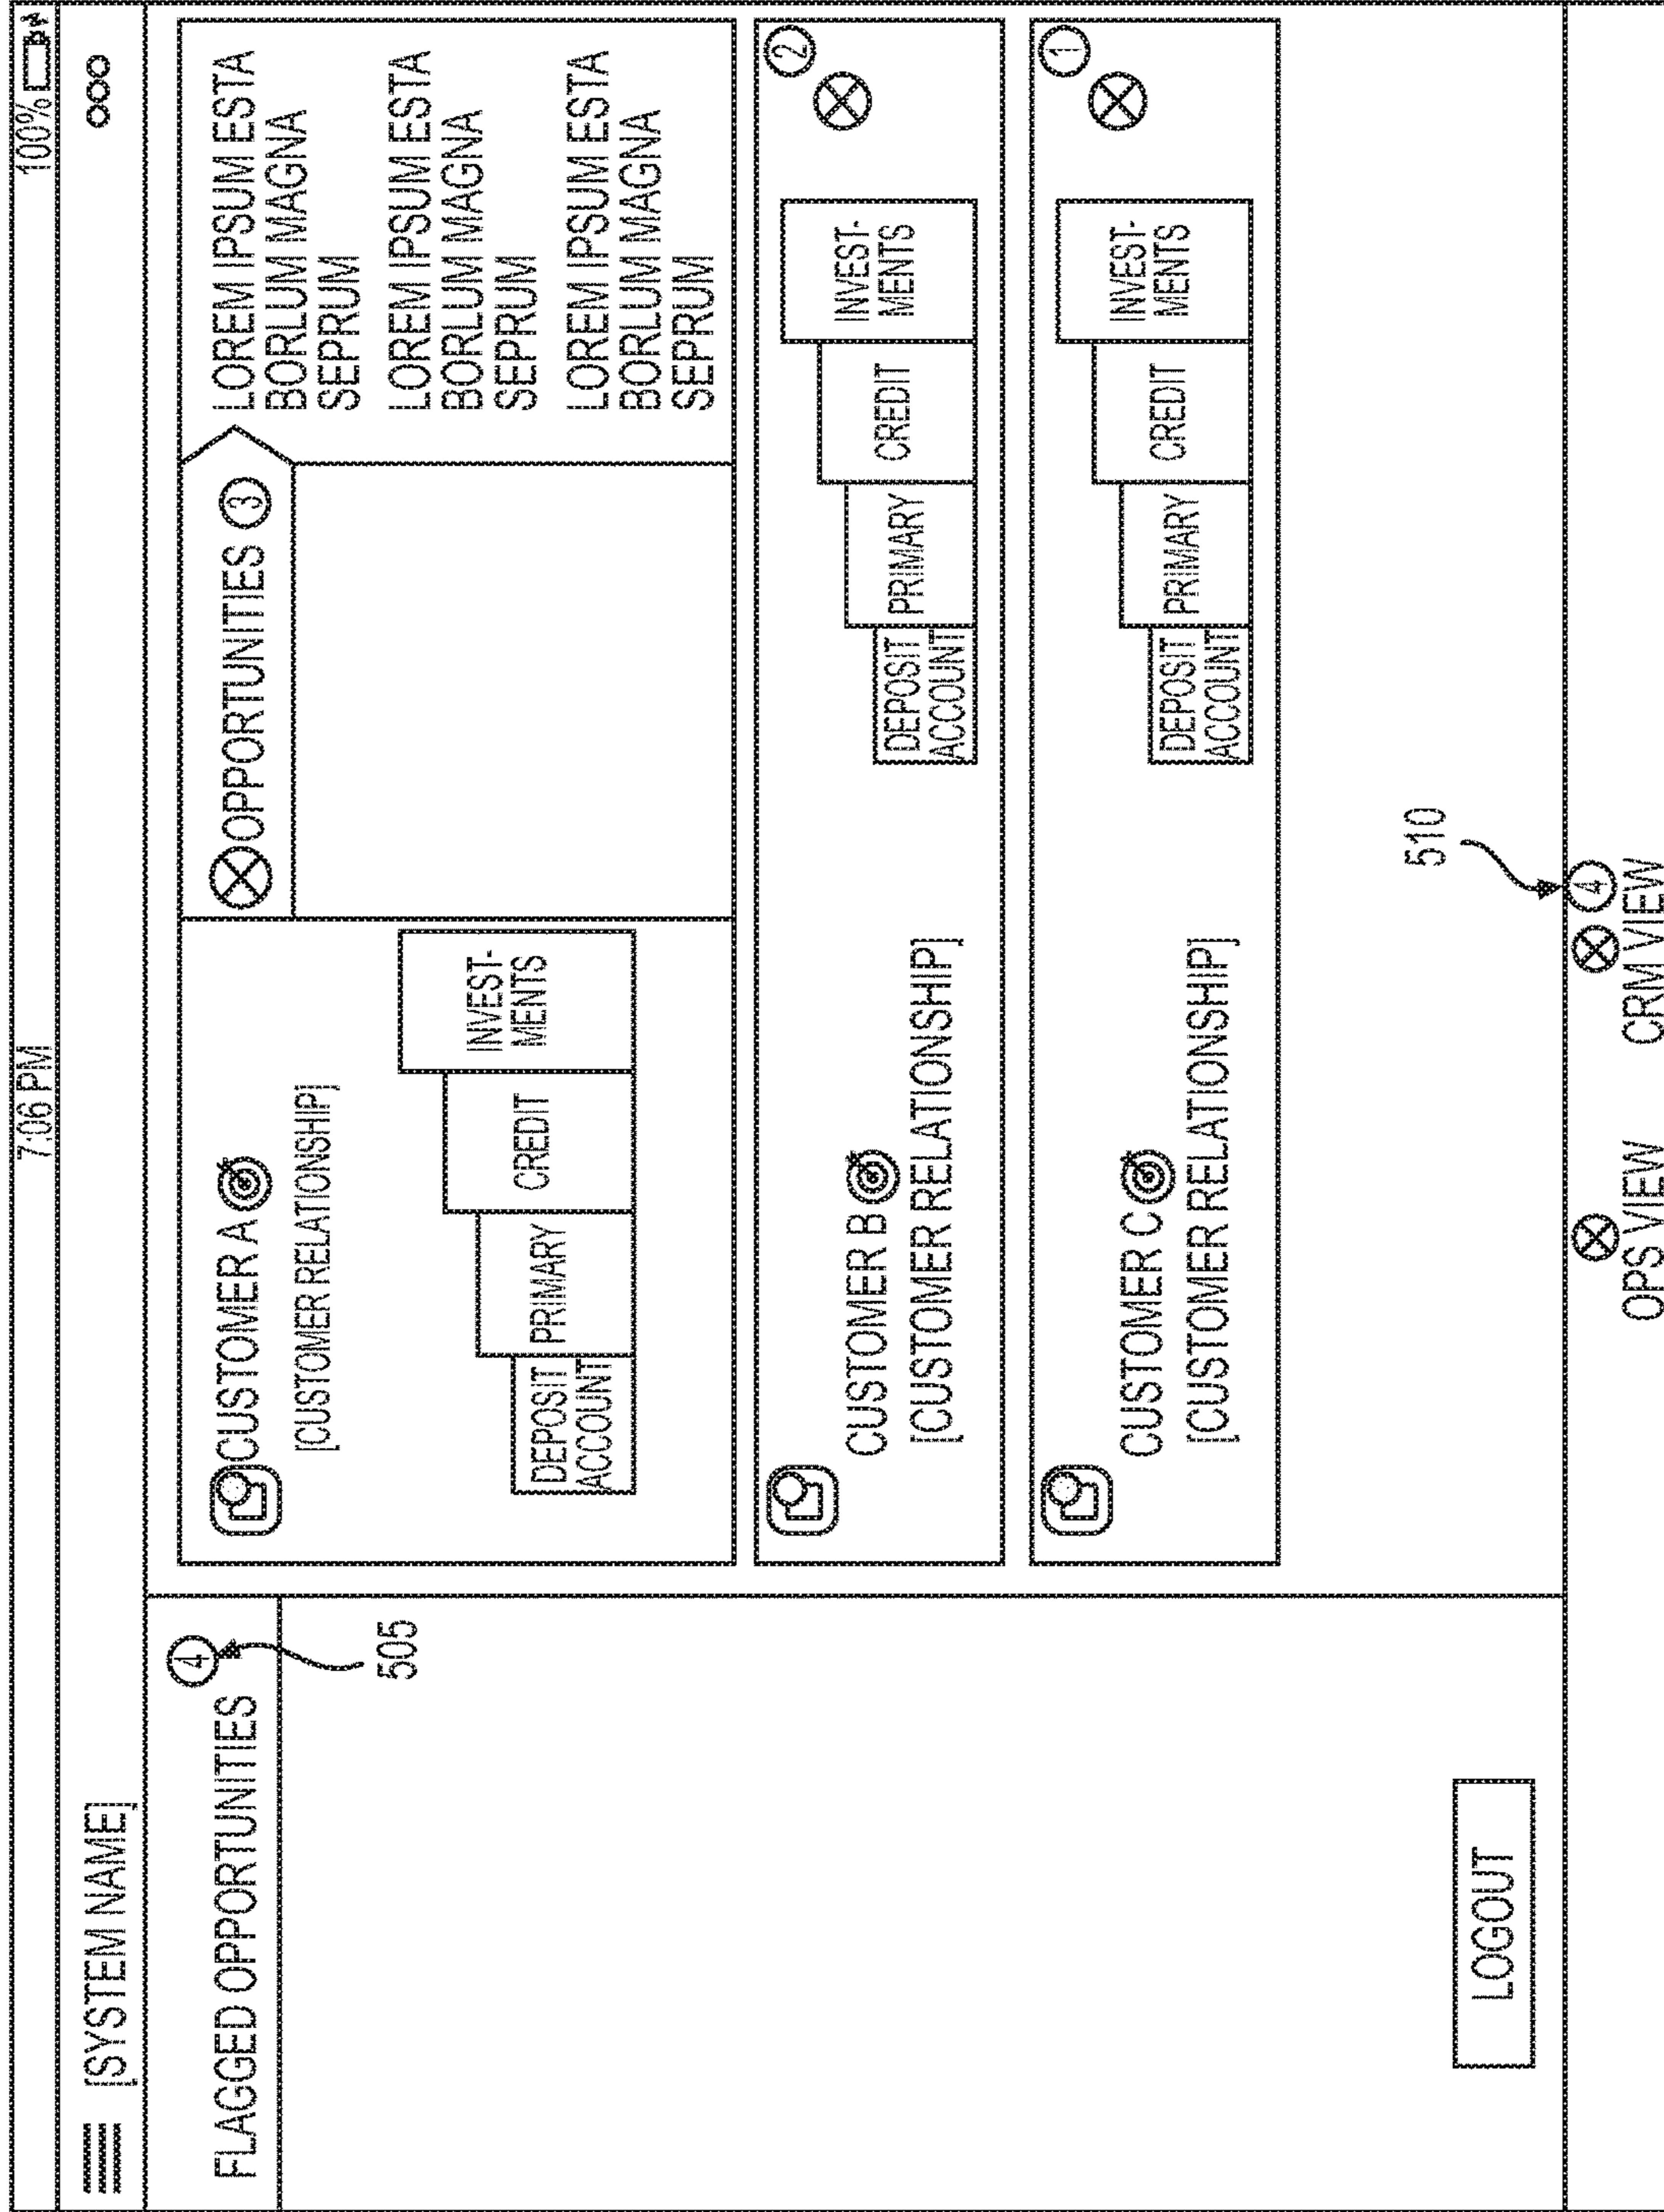 7:06 PM
100%
[SYSTEM NAME]
FLAGGED OPPORTUNITIES
4
505
LOGOUT
CUSTOMER A
[CUSTOMER RELATIONSHIP]
DEPOSIT
ACCOUNT
PRIMARY
CREDIT
INVEST-
MENTS
OPPORTUNITIES 3
LOREM IPSUM ESTA
BORLUM MAGNA
SEPRUM
LOREM IPSUM ESTA
BORLUM MAGNA
SEPRUM
LOREM IPSUM ESTA
BORLUM MAGNA
SEPRUM
CUSTOMER B
[CUSTOMER RELATIONSHIP]
DEPOSIT
ACCOUNT
PRIMARY
CREDIT
INVEST-
MENTS
2
CUSTOMER C
[CUSTOMER RELATIONSHIP]
DEPOSIT
ACCOUNT
PRIMARY
CREDIT
INVEST-
MENTS
1
510
OPS VIEW
4
CRM VIEW